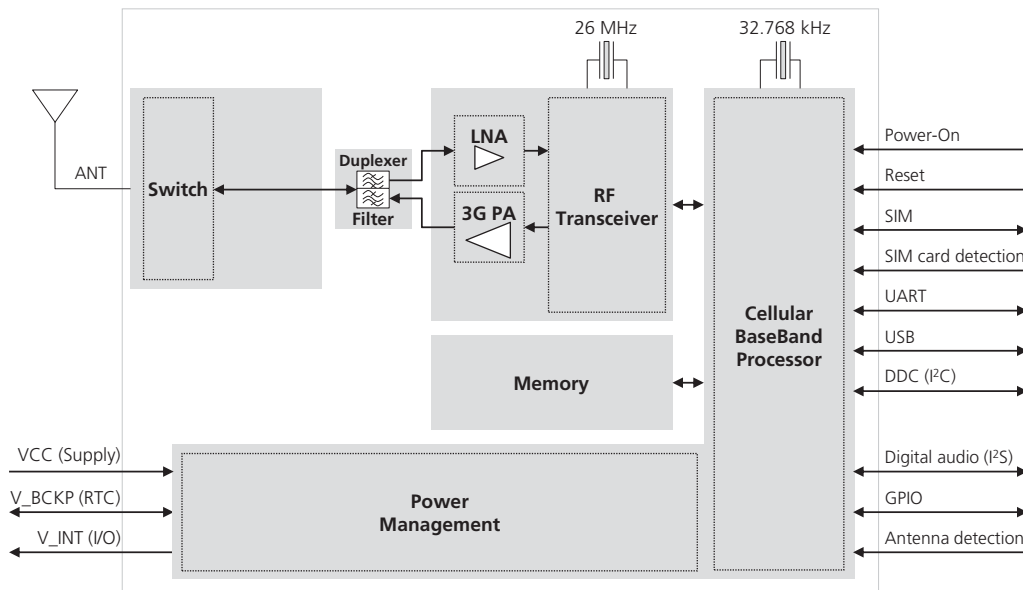 26 MHz
32.768 kHz
ANT
Switch
Duplexer
Filter
LNA
3G PA
RF
Transceiver
Memory
Cellular
BaseBand
Processor
Power-On
Reset
SIM
SIM card detection
UART
USB
DDC (I²C)
Digital audio (I²S)
GPIO
Antenna detection
VCC (Supply)
V_BCKP (RTC)
V_INT (I/O)
Power
Management